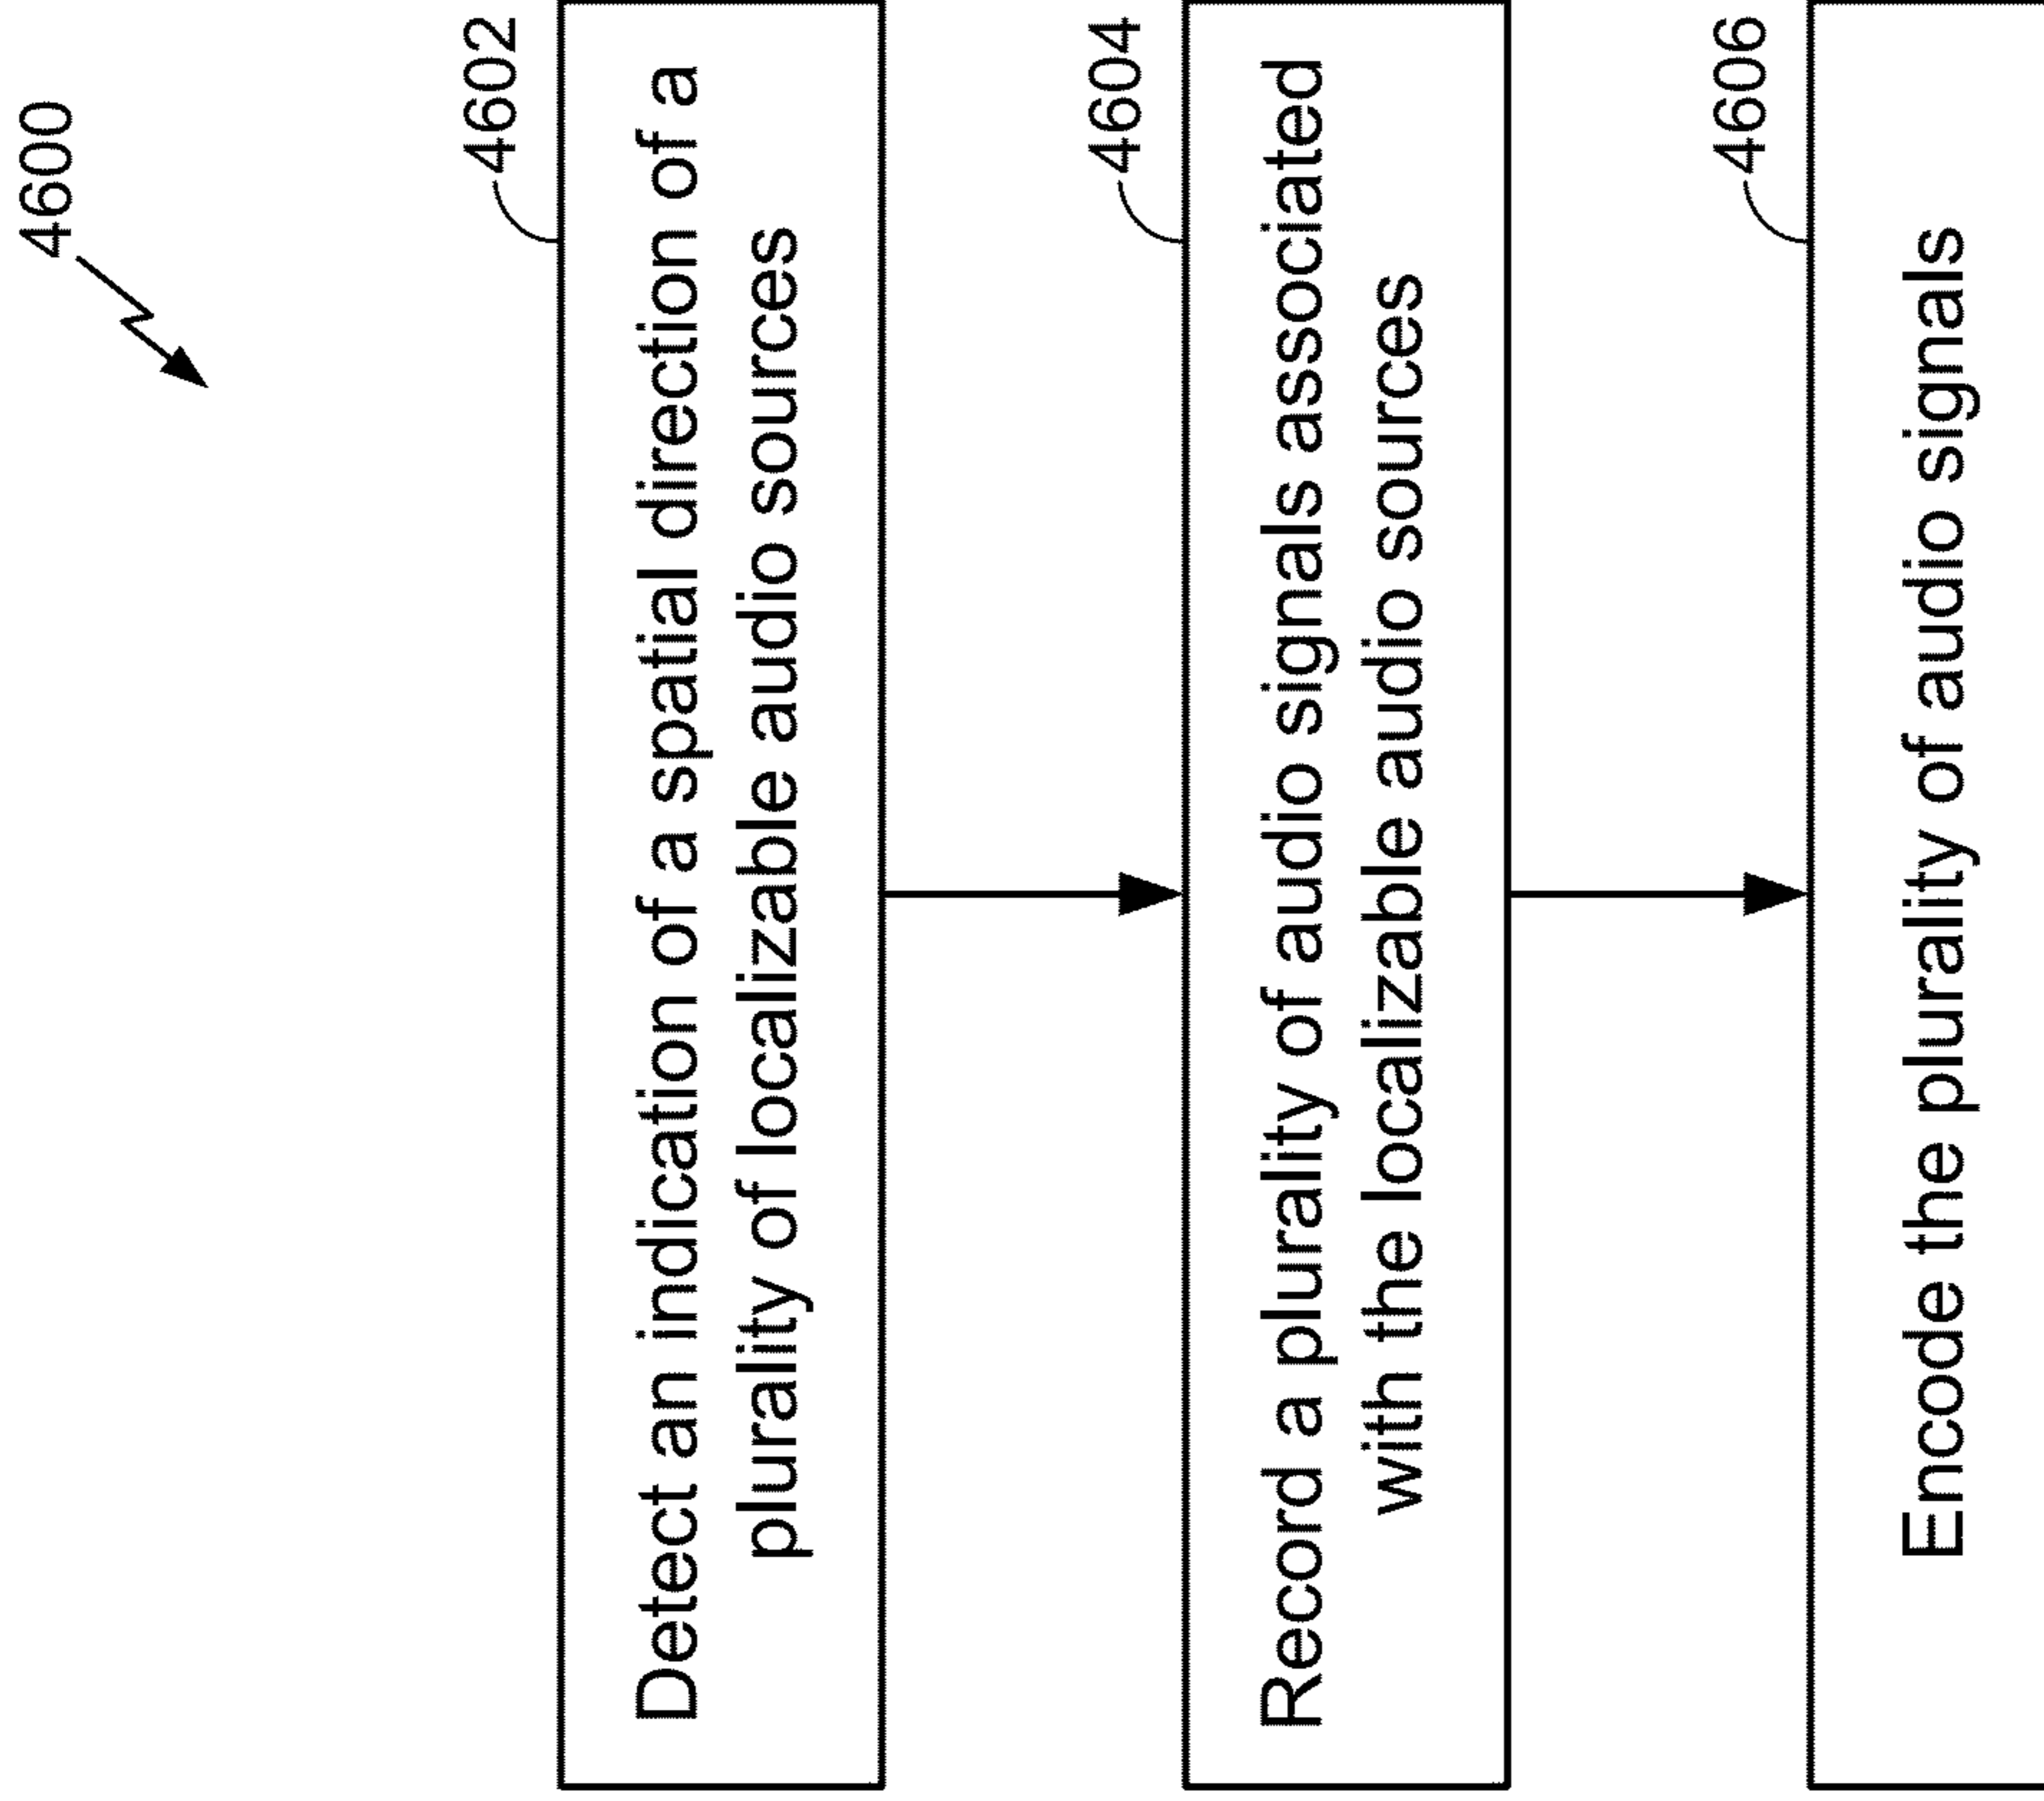 4600
4602
Detect an indication of a spatial direction of a
plurality of localizable audio sources
4604
Record a plurality of audio signals associated
with the localizable audio sources
4606
Encode the plurality of audio signals